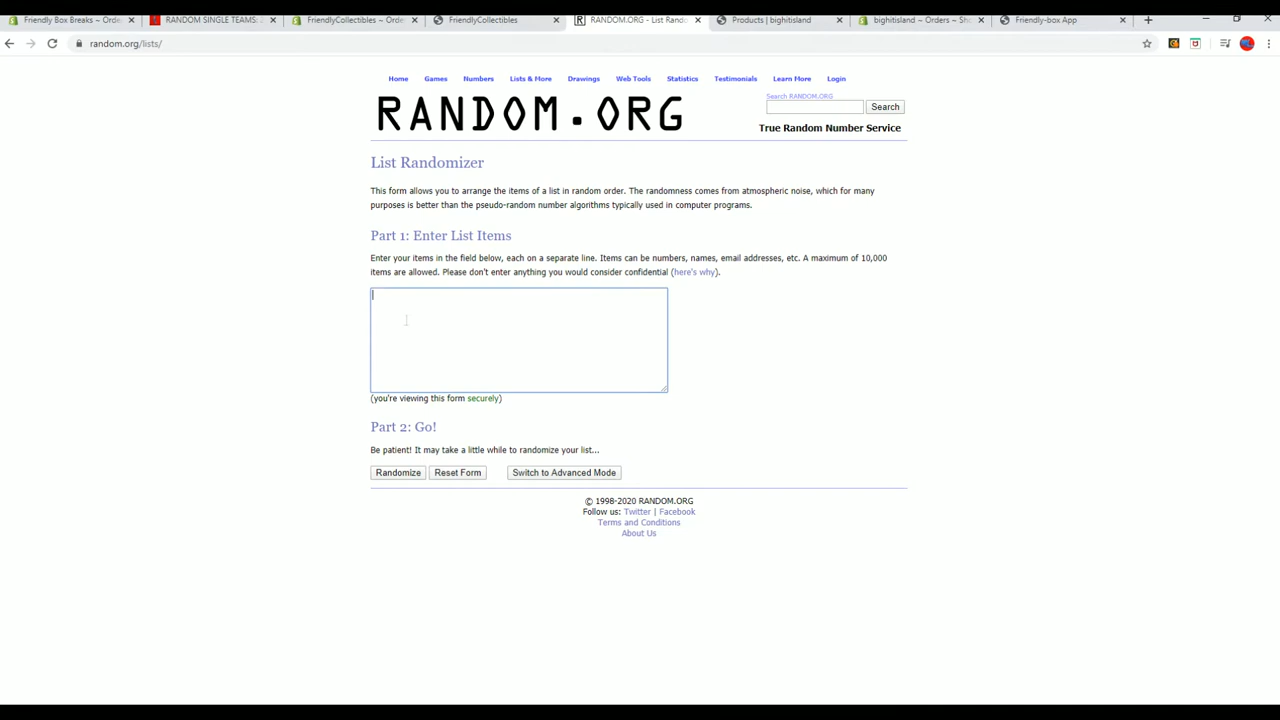 Friendly Box Breaks ~ Order
RANDOM SINGLE TEAMS:
FriendlyCollectibles ~ Orde
FriendlyCollectibles
RANDOM.ORG - List Rando
Products | bighitisland
bighitisland ~ Orders ~ Sho
Friendly-box App
random.org/lists/
Home Games Numbers Lists & More Drawings Web Tools Statistics Testimonials Learn More Login
RANDOM.ORG
Search RANDOM.ORG
Search
True Random Number Service
List Randomizer
This form allows you to arrange the items of a list in random order. The randomness comes from atmospheric noise, which for many
purposes is better than the pseudo-random number algorithms typically used in computer programs.
Part 1: Enter List Items
Enter your items in the field below, each on a separate line. Items can be numbers, names, email addresses, etc. A maximum of 10,000
items are allowed. Please don't enter anything you would consider confidential (here's why).
(you're viewing this form securely)
Part 2: Go!
Be patient! It may take a little while to randomize your list...
Randomize Reset Form Switch to Advanced Mode
© 1998-2020 RANDOM.ORG
Follow us: Twitter | Facebook
Terms and Conditions
About Us